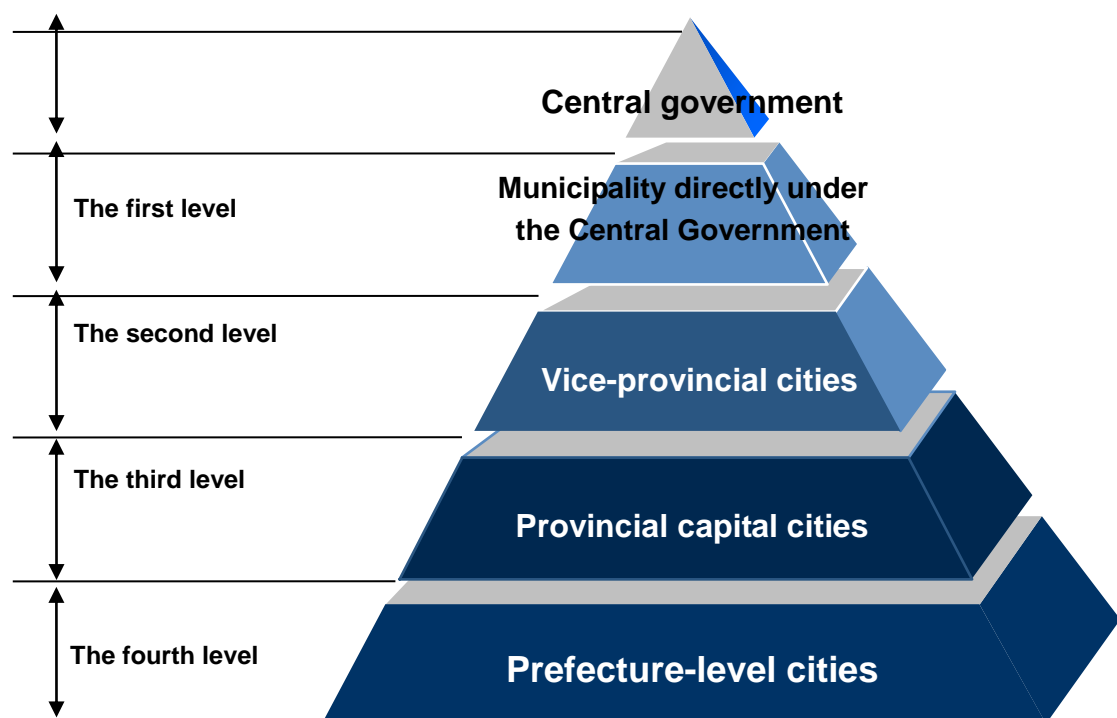 Central government
The first level
Municipality directly under
the Central Government
The second level
Vice-provincial cities
The third level
Provincial capital cities
The fourth level
Prefecture-level cities